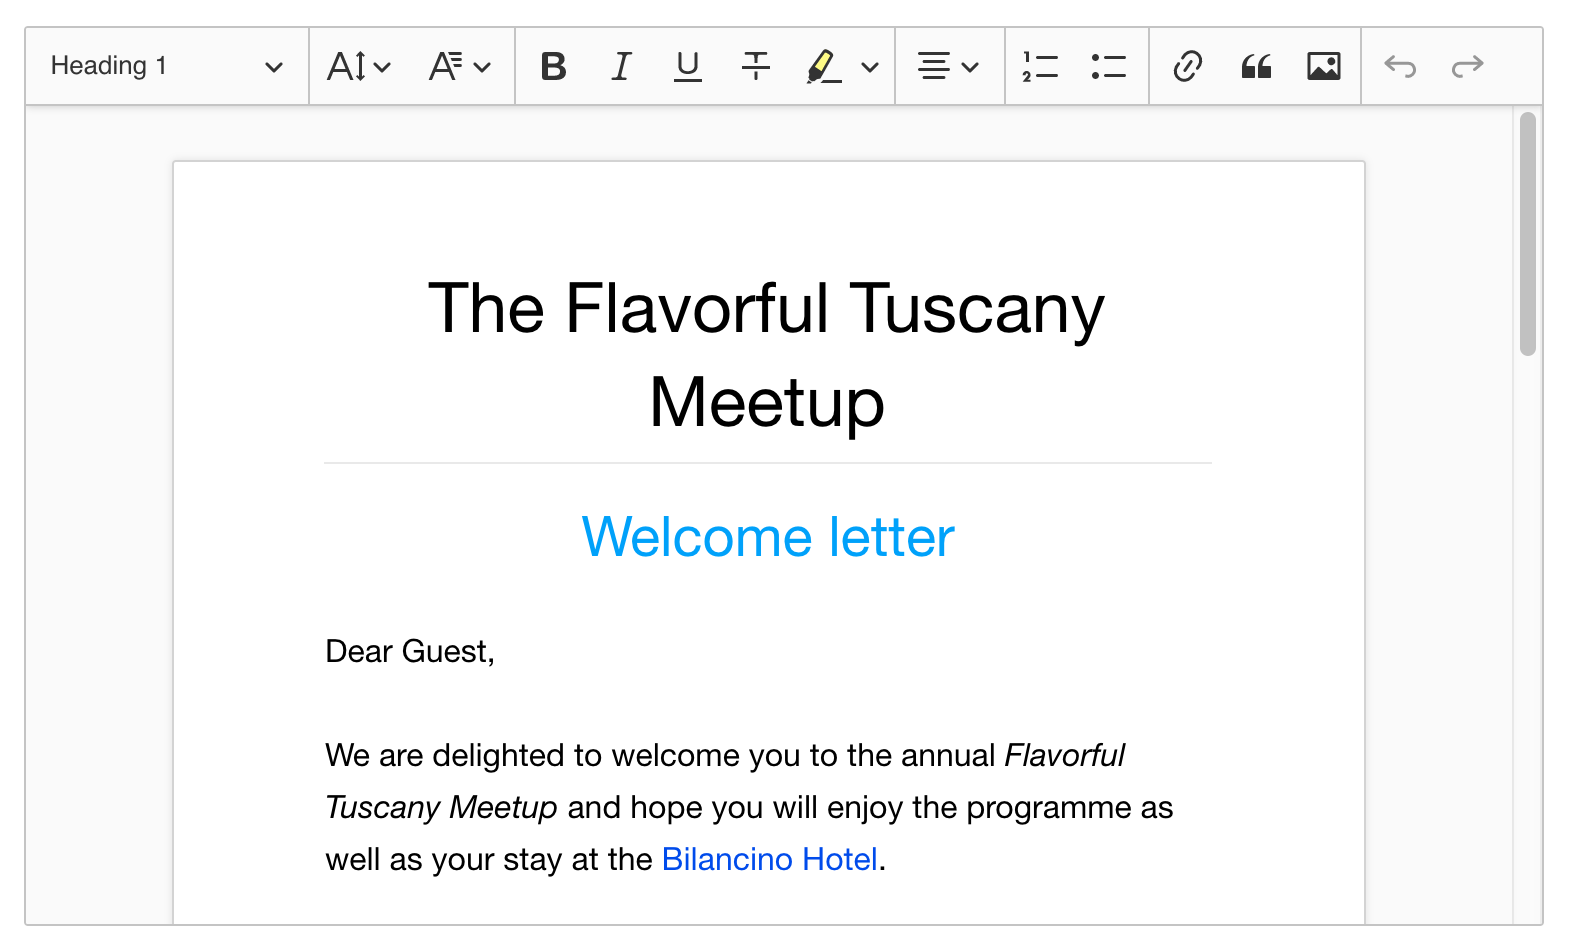 Heading 1
The Flavorful Tuscany
Meetup
Welcome letter
Dear Guest,
We are delighted to welcome you to the annual Flavorful
Tuscany Meetup and hope you will enjoy the programme as
well as your stay at the Bilancino Hotel.